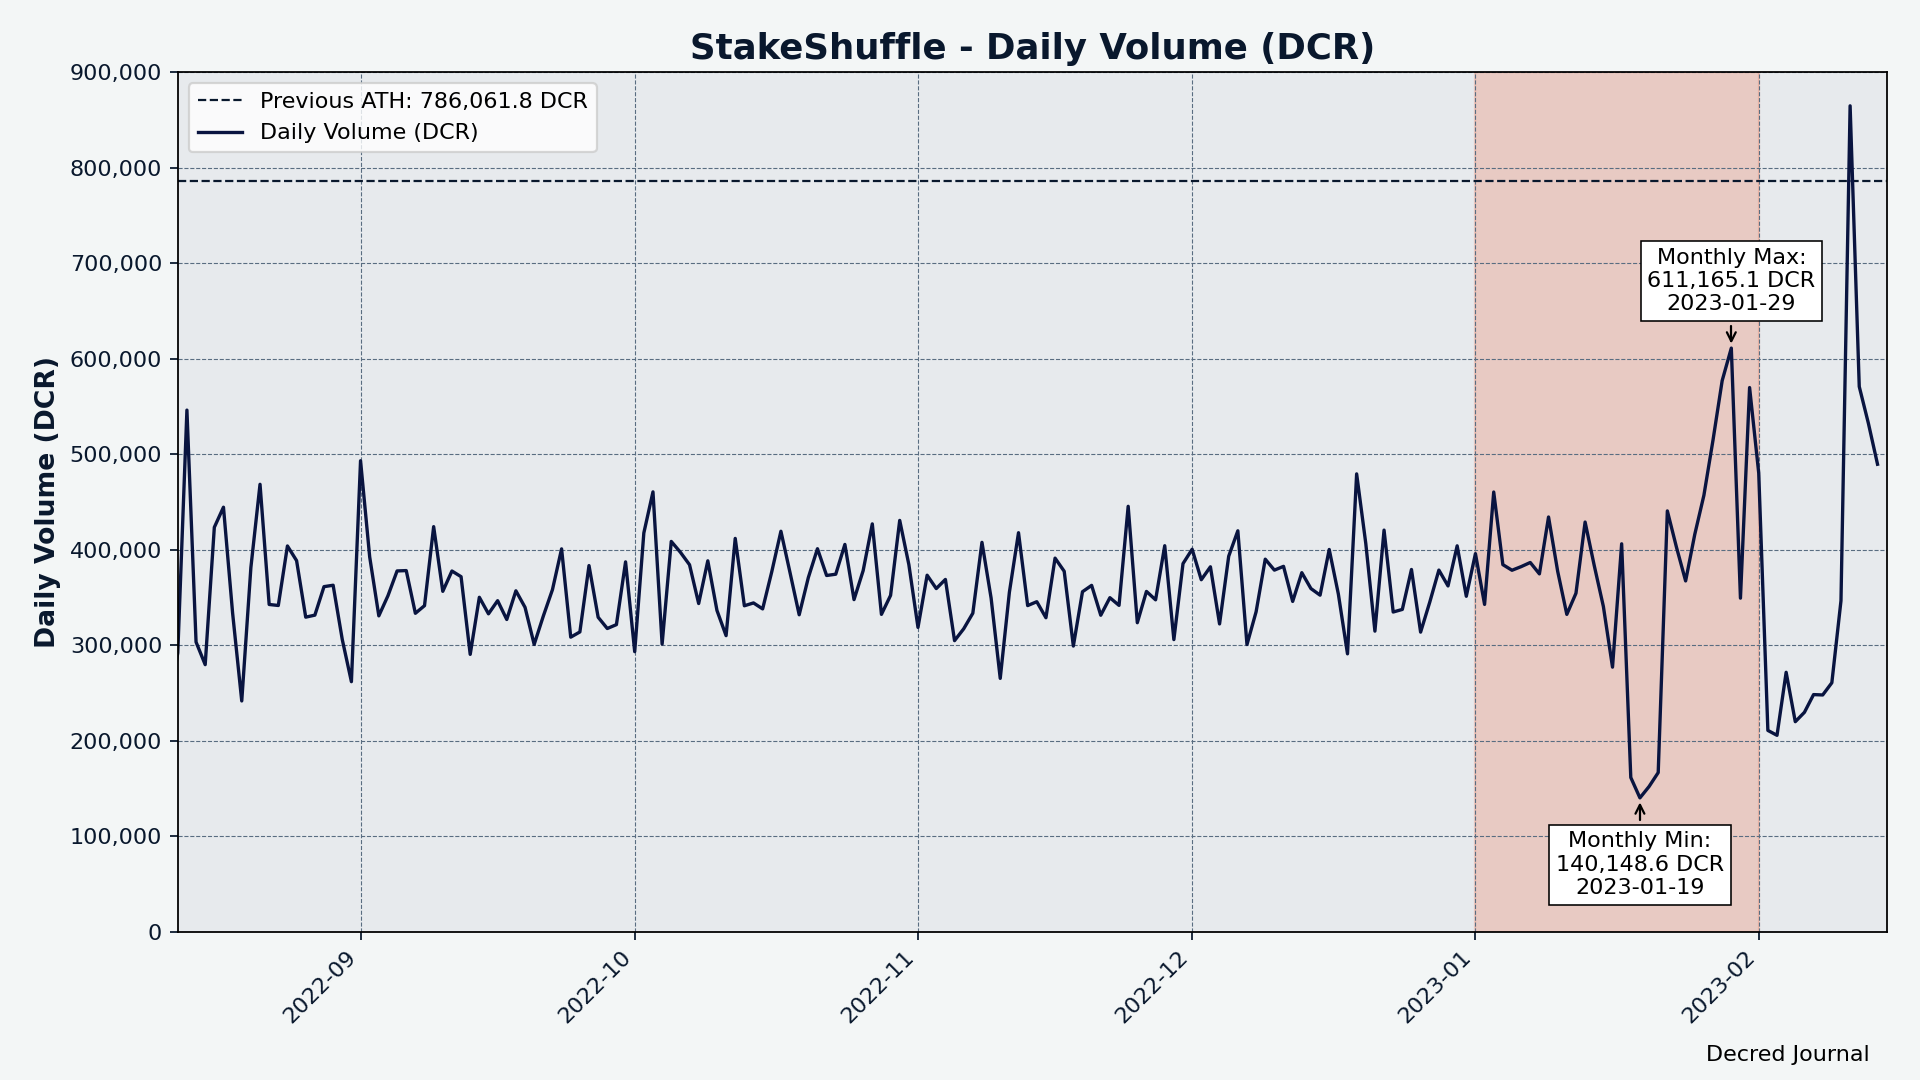 StakeShuffle - Daily Volume (DCR)
Previous ATH: 786,061.8 DCR
Daily Volume (DCR)
Daily Volume (DCR)
900,000
800,000
700,000
600,000
500,000
400,000
300,000
200,000
100,000
0
Monthly Max:
611,165.1 DCR
2023-01-29
Monthly Min:
140,148.6 DCR
2023-01-19
2022-09
2022-10
2022-11
2022-12
2023-01
2023-02
Decred Journal